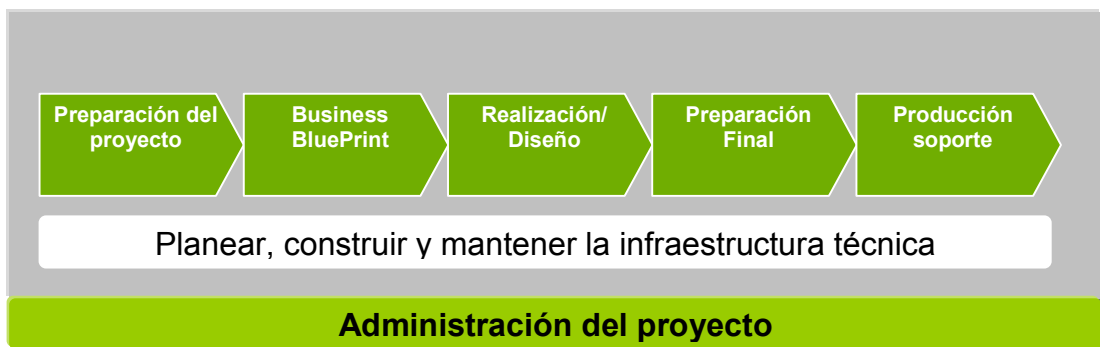 Preparación del
proyecto
Business
BluePrint
Realización/
Diseño
Preparación
Final
Producción
soporte
Planear, construir y mantener la infraestructura técnica
Administración del proyecto